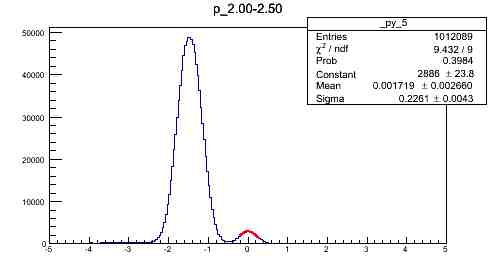 p_2.00-2.50
_py_5
Entries 1012089
χ² / ndf 9.432 / 9
Prob 0.3984
Constant 2886 ± 23.8
Mean 0.001719 ± 0.002660
Sigma 0.2261 ± 0.0043
50000
40000
30000
20000
10000
0
-5 -4 -3 -2 -1 0 1 2 3 4 5